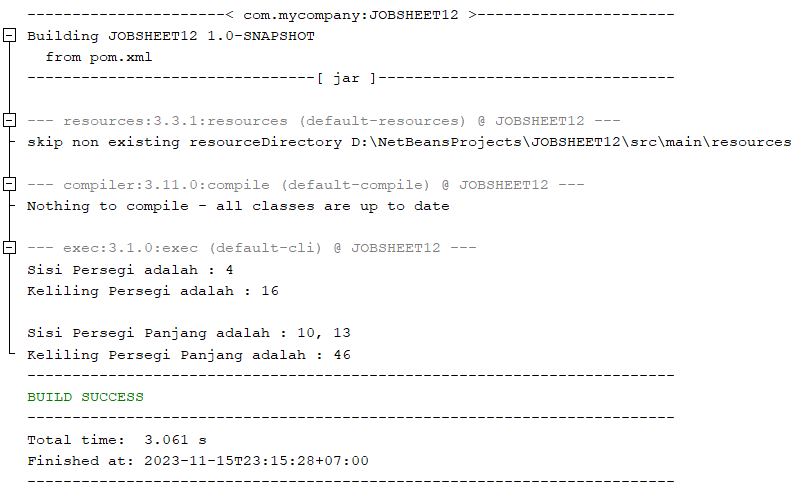 ----------------------< com.mycompany:JOBSHEET12 >----------------------
Building JOBSHEET12 1.0-SNAPSHOT
  from pom.xml
--------------------------------[ jar ]---------------------------------
--- resources:3.3.1:resources (default-resources) @ JOBSHEET12 ---
skip non existing resourceDirectory D:\NetBeansProjects\JOBSHEET12\src\main\resources
--- compiler:3.11.0:compile (default-compile) @ JOBSHEET12 ---
Nothing to compile - all classes are up to date
--- exec:3.1.0:exec (default-cli) @ JOBSHEET12 ---
Sisi Persegi adalah : 4
Keliling Persegi adalah : 16
Sisi Persegi Panjang adalah : 10, 13
Keliling Persegi Panjang adalah : 46
------------------------------------------------------------------------
BUILD SUCCESS
------------------------------------------------------------------------
Total time:  3.061 s
Finished at: 2023-11-15T23:15:28+07:00
------------------------------------------------------------------------